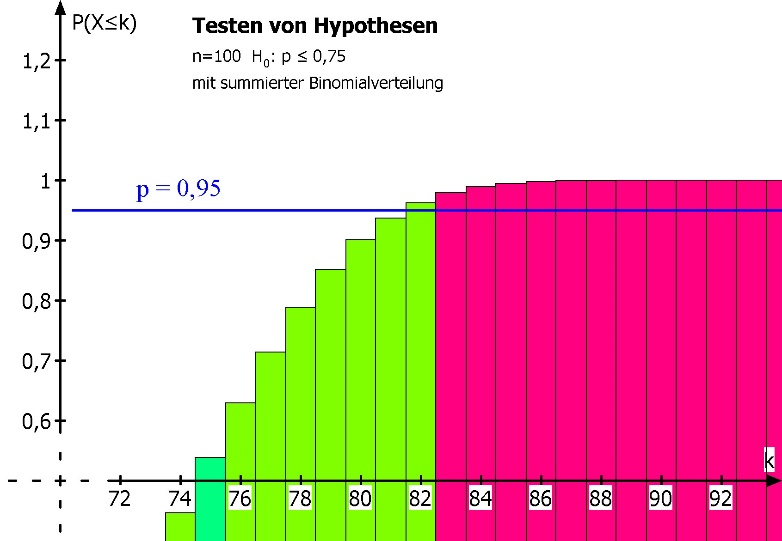 P(X≤k)
Testen von Hypothesen
n=100 H₀: p ≤ 0,75
mit summierter Binomialverteilung
1,2
1,1
p = 0,95
1
0,9
0,8
0,7
0,6
k
72 74 76 78 80 82 84 86 88 90 92